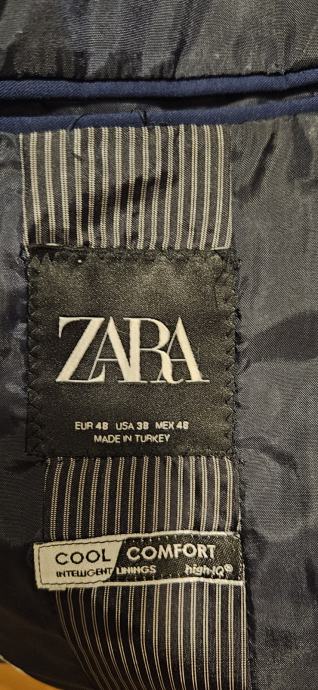 ZARA
EUR 48 USA 38 MEX 48
MADE IN TURKEY
COOL COMFORT
INTELLIGENT LININGS high-IQ®